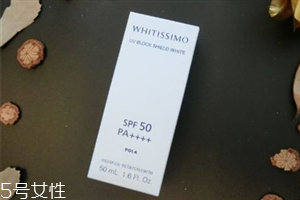 WHITISSIMO
UV BLOCK SHIELD WHITE
SPF 50
PA++++
POLA
50 mL 1.6 Fl. Oz
5号女性